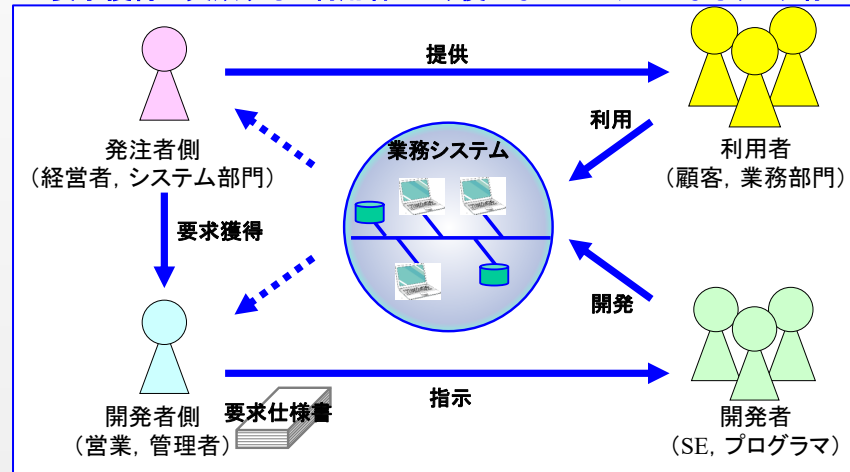 提供
利用
業務システム
発注者側
(経営者, システム部門)
利用者
(顧客, 業務部門)
要求獲得
開発
要求仕様書
指示
開発者側
(営業, 管理者)
開発者
(SE, プログラマ)